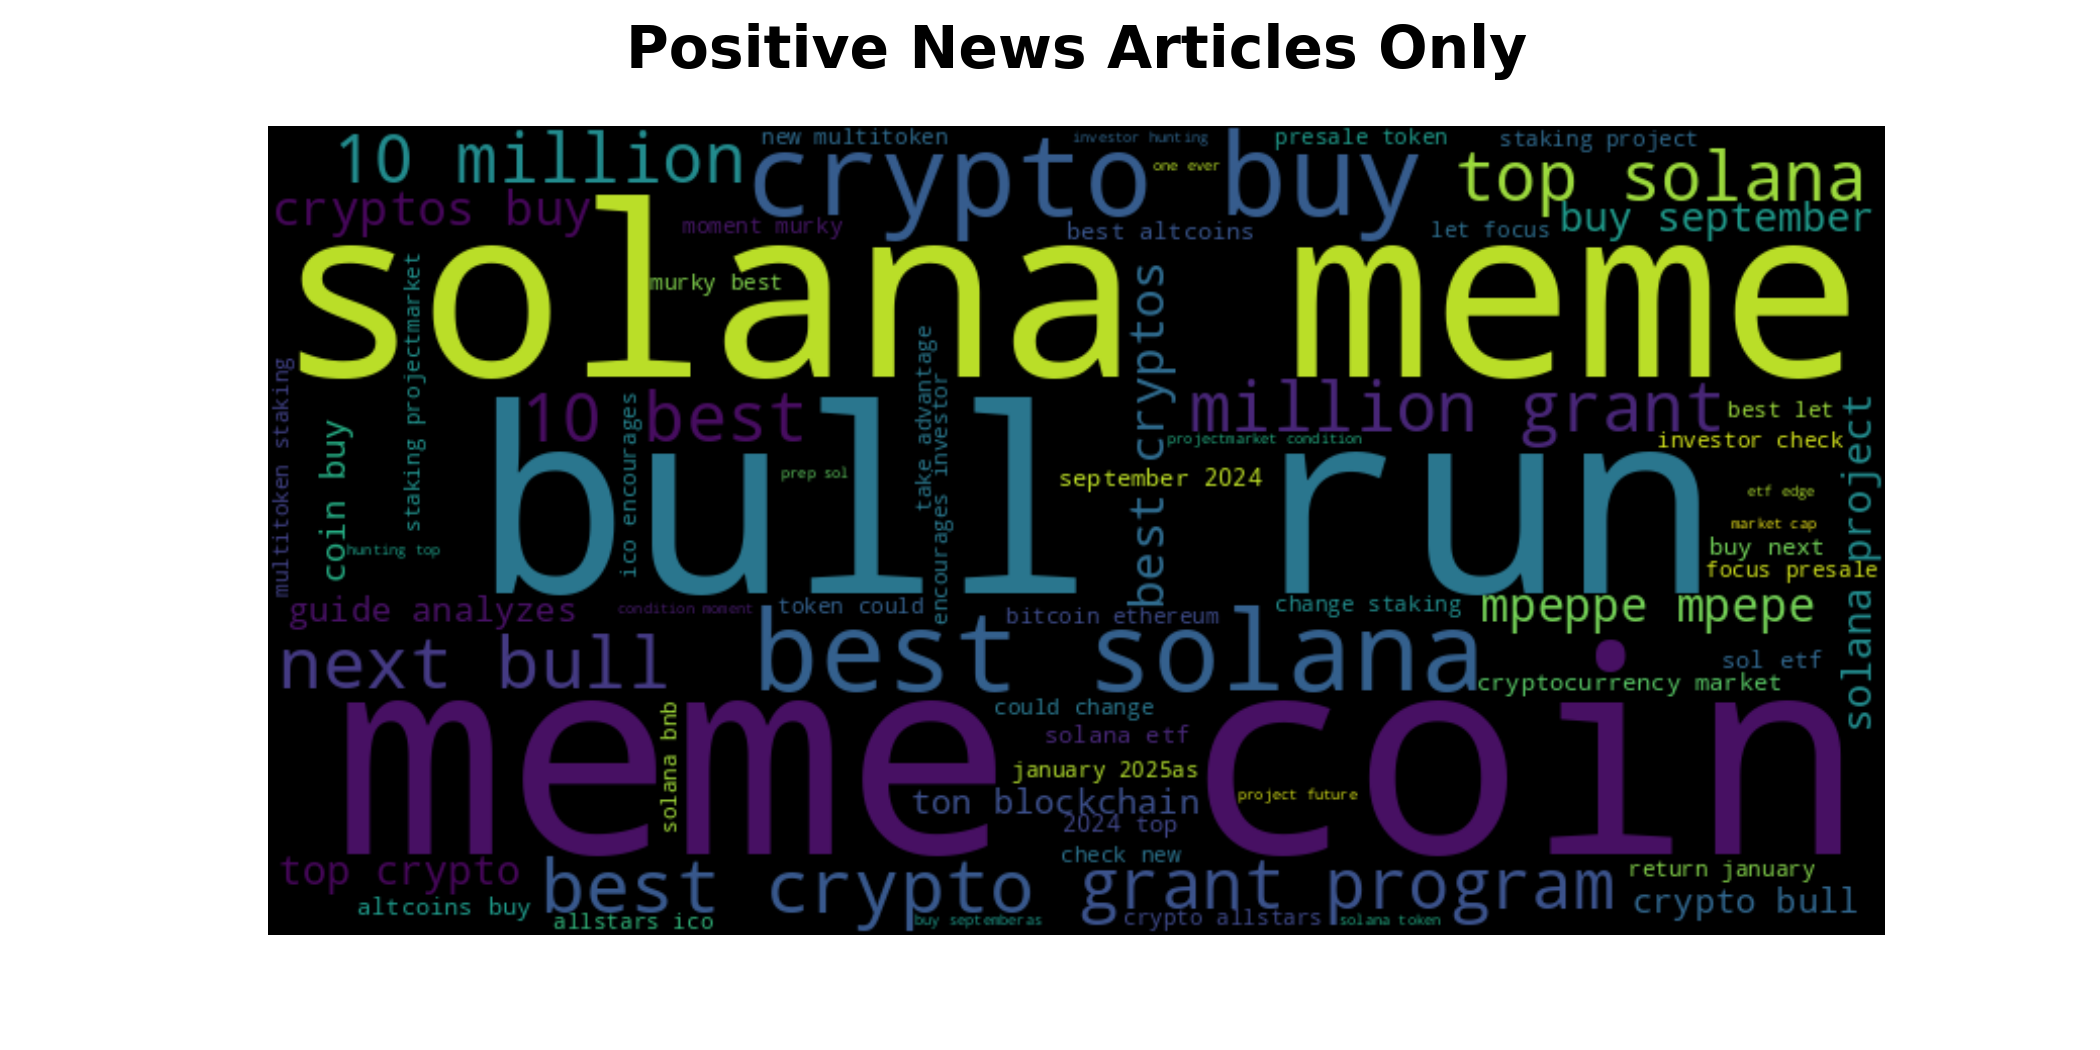 Positive News Articles Only
10 million
new multitoken
investor hunting
presale token
staking project
crypto buy
one ever
top solana
cryptos buy
moment murky
best altcoins
let focus
buy september
solana meme
murky best
staking projectmarket
best cryptos
take advantage
multitoken staking
coin buy
10 best
ico encourages
encourages investor
million grant
best let
projectmarket condition
investor check
solana project
bull run
prep sol
september 2024
etf edge
market cap
hunting top
buy next
focus presale
guide analyzes
condition moment
token could
bitcoin ethereum
change staking
mpeppe mpepe
next bull
best solana
sol etf
cryptocurrency market
meme coin
solana bnb
could change
solana etf
january 2025as
ton blockchain
project future
2024 top
check new
top crypto
best crypto
grant program
return january
altcoins buy
crypto bull
allstars ico
buy septemberas
crypto allstars
solana token